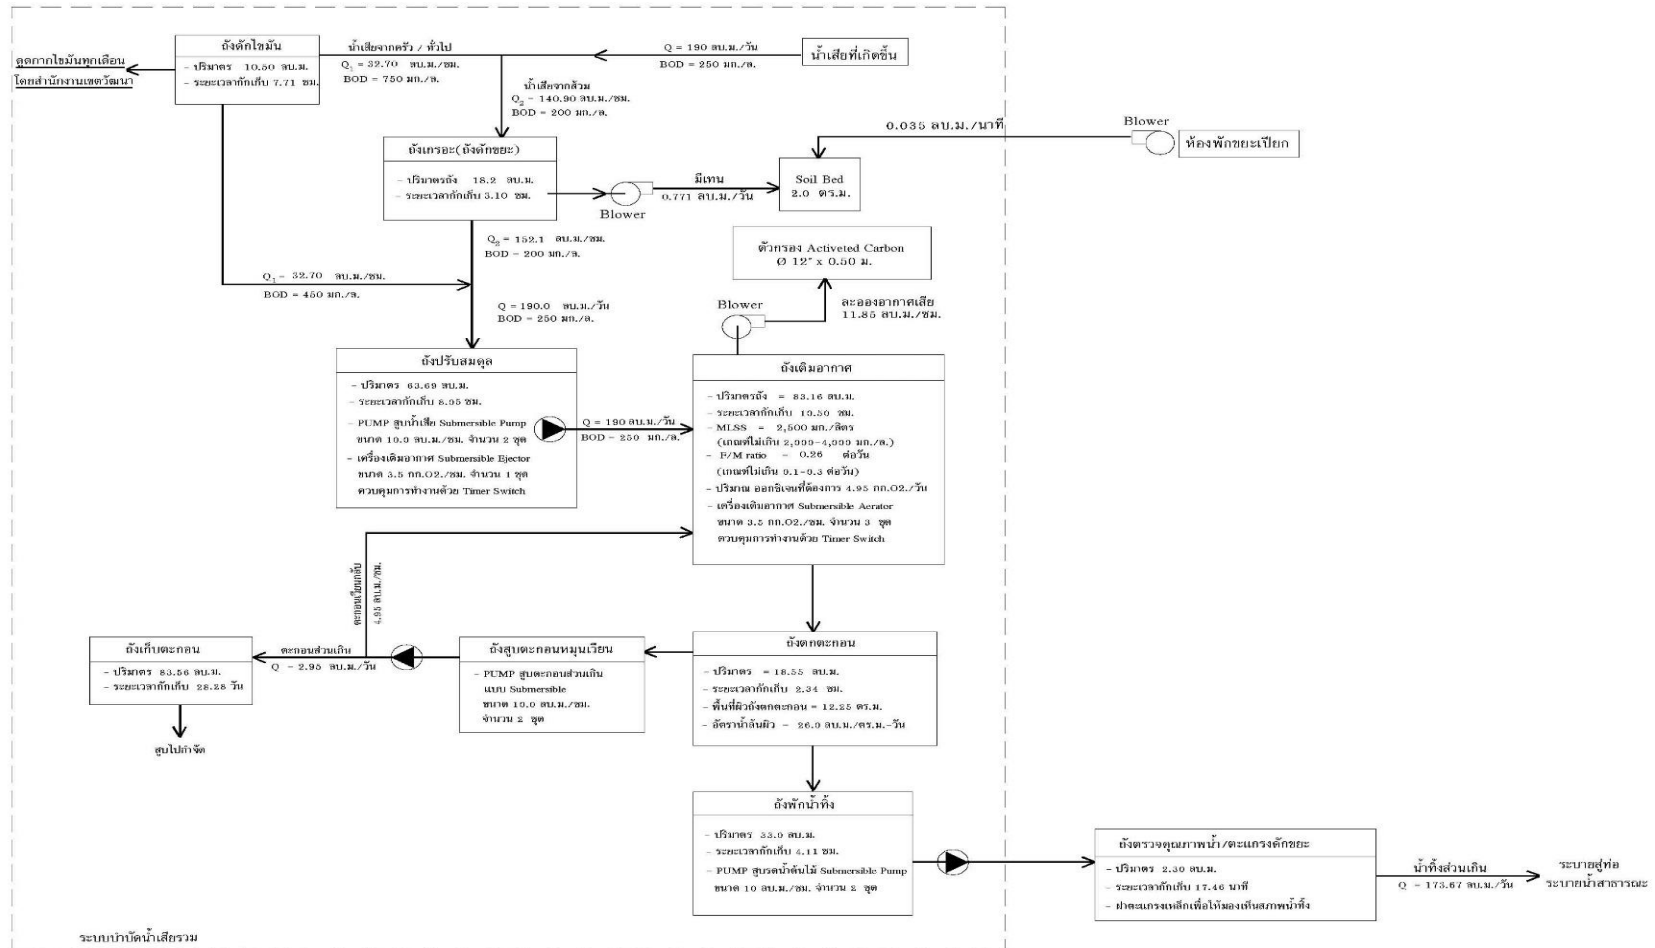 ถังดักไขมัน
- ปริมาตร 10.50 ลบ.ม.
- ระยะเวลากักเก็บ 7.71 ชม.
ดูดกากไขมันทุกเดือน
โดยสำนักงานเขตวัฒนา
น้ำเสียจากครัว / ทั่วไป
Q1 = 32.70 ลบ.ม./ชม.
BOD = 750 มก./ล.
Q = 190 ลบ.ม./วัน
BOD = 250 มก./ล.
น้ำเสียที่เกิดขึ้น
น้ำเสียจากส้วม
Q2 - 140.90 ลบ.ม./ชม.
BOD = 200 มก./ล.
ถังเกรอะ(ถังดักขยะ)
- ปริมาตรถัง 18.2 ลบ.ม.
- ระยะเวลากักเก็บ 3.10 ชม.
Blower
มีเทน
0.771 ลบ.ม./วัน
Soil Bed
2.0 ตร.ม.
0.035 ลบ.ม./นาที
Blower
ห้องพักขยะเปียก
Q2 = 152.1 ลบ.ม./ชม.
BOD - 200 มก./ล.
Q1 - 32.70 ลบ.ม./ชม.
BOD = 450 มก./ล.
Q = 190.0 ลบ.ม./วัน
BOD = 250 มก./ล.
ตัวกรอง Activeted Carbon
Ø 12" x 0.50 ม.
Blower
ละอองอากาศเสีย
11.85 ลบ.ม./ชม.
ถังปรับสมดุล
- ปริมาตร 63.69 ลบ.ม.
- ระยะเวลากักเก็บ 8.95 ชม.
- PUMP สูบน้ำเสีย Submersible Pump
ขนาด 10.0 ลบ.ม./ชม. จำนวน 2 ชุด
- เครื่องเติมอากาศ Submersible Ejector
ขนาด 3.5 กก.O2./ชม. จำนวน 1 ชุด
ควบคุมการทำงานด้วย Timer Switch
Q = 190 ลบ.ม./วัน
BOD - 250 มก./ล.
ถังเติมอากาศ
- ปริมาตรถัง = 83.16 ลบ.ม.
- ระยะเวลากักเก็บ 10.50 ชม.
- MLSS = 2,500 มก./ลิตร
(เกณฑ์ไม่เกิน 2,000-4,000 มก./ล.)
- F/M ratio - 0.26 ต่อวัน
(เกณฑ์ไม่เกิน 0.1-0.3 ต่อวัน)
- ปริมาณ ออกซิเจนที่ต้องการ 4.95 กก.O2./วัน
- เครื่องเติมอากาศ Submersible Aerator
ขนาด 3.5 กก.O2./ชม. จำนวน 3 ชุด
ควบคุมการทำงานด้วย Timer Switch
ตะกอนเวียนกลับ
4.95 ลบ.ม./ชม.
ถังเก็บตะกอน
- ปริมาตร 83.56 ลบ.ม.
- ระยะเวลากักเก็บ 28.28 วัน
สูบไปกำจัด
ตะกอนส่วนเกิน
Q - 2.95 ลบ.ม./วัน
ถังสูบตะกอนหมุนเวียน
- PUMP สูบตะกอนส่วนเกิน
แบบ Submersible
ขนาด 10.0 ลบ.ม./ชม.
จำนวน 2 ชุด
ถังตกตะกอน
- ปริมาตร = 18.55 ลบ.ม.
- ระยะเวลากักเก็บ 2.34 ชม.
- พื้นที่ผิวถังตกตะกอน = 12.25 ตร.ม.
- อัตราน้ำล้นผิว - 26.0 ลบ.ม./ตร.ม.-วัน
ถังพักน้ำทิ้ง
- ปริมาตร 33.0 ลบ.ม.
- ระยะเวลากักเก็บ 4.11 ชม.
- PUMP สูบรดน้ำต้นไม้ Submersible Pump
ขนาด 10 ลบ.ม./ชม. จำนวน 2 ชุด
ถังตรวจคุณภาพน้ำ/ตะแกรงดักขยะ
- ปริมาตร 2.30 ลบ.ม.
- ระยะเวลากักเก็บ 17.46 นาที
- ฝาตะแกรงเหล็กเพื่อให้มองเห็นสภาพน้ำทิ้ง
น้ำทิ้งส่วนเกิน
Q - 173.67 ลบ.ม./วัน
ระบายสู่ท่อ
ระบายน้ำสาธารณะ
ระบบบำบัดน้ำเสียรวม